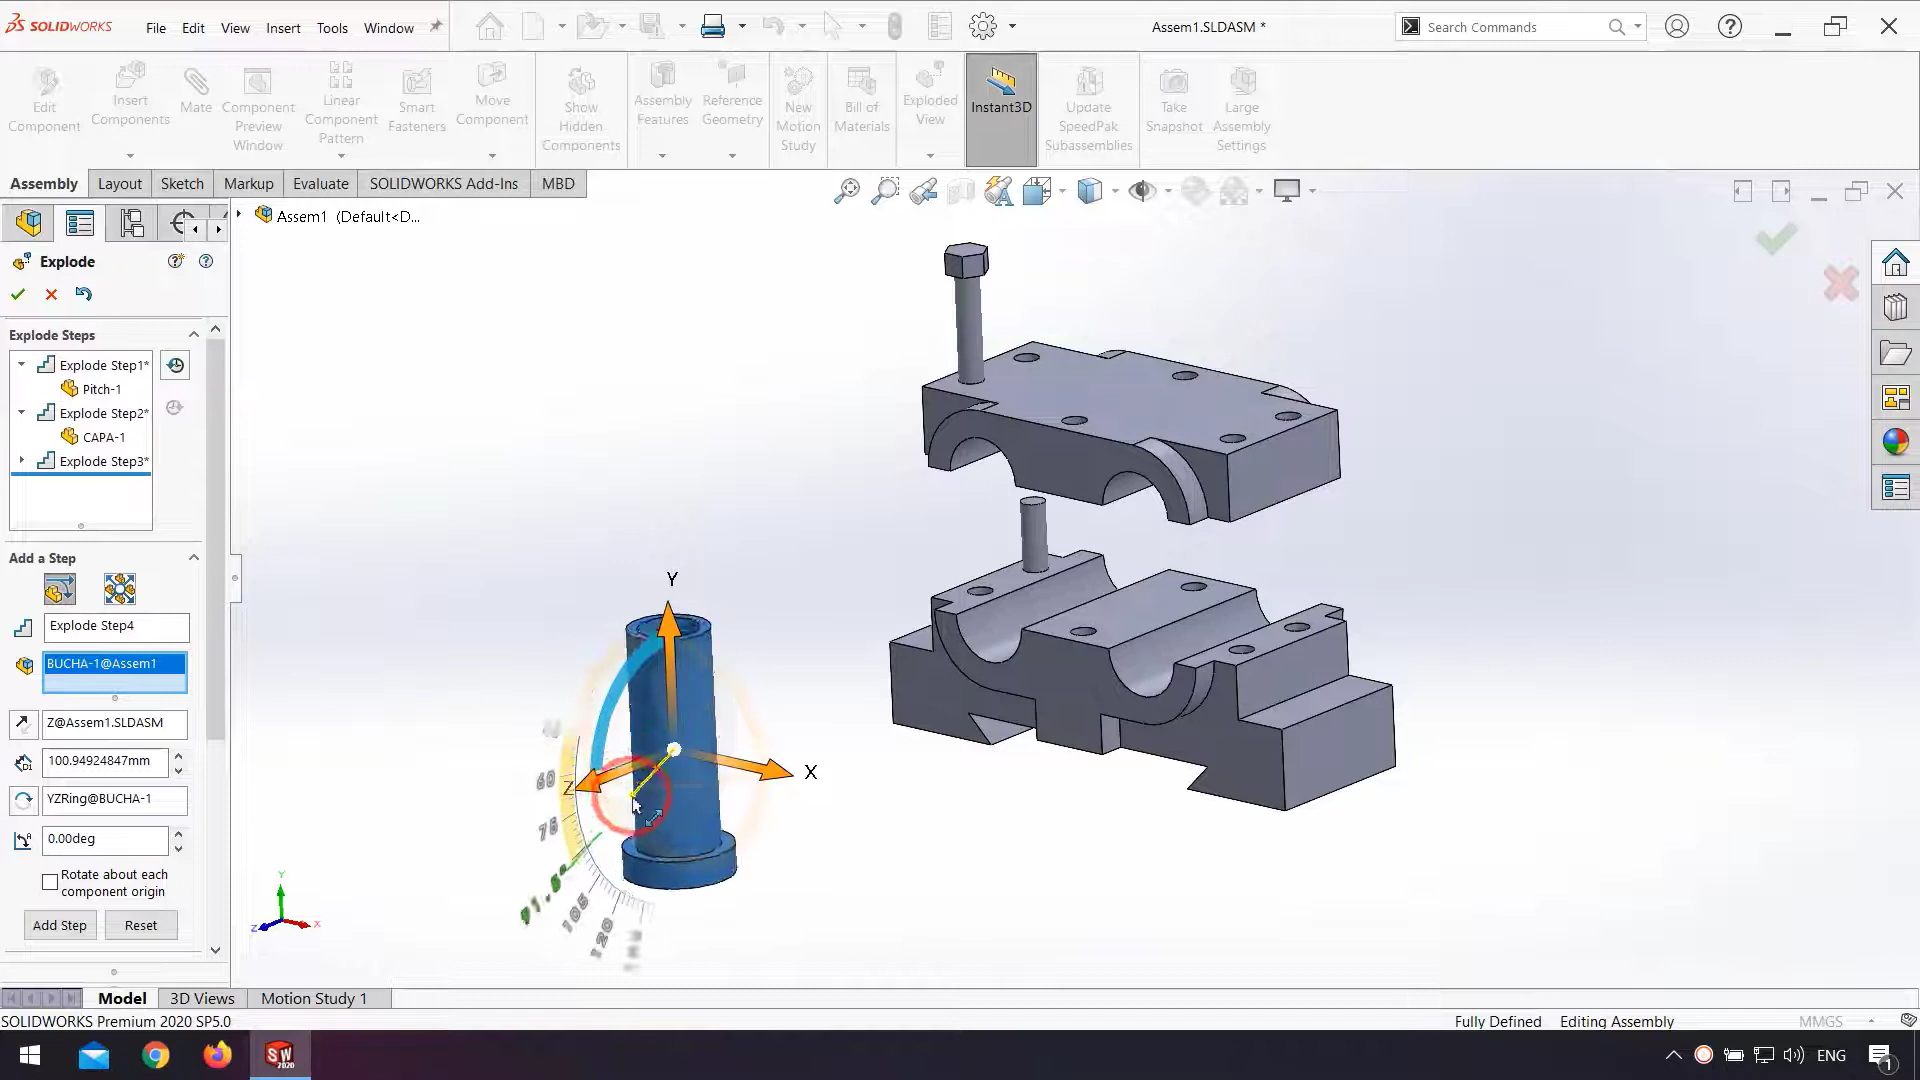 SOLIDWORKS
File Edit View Insert Tools Window
Assem1.SLDASM *
Search Commands
Edit Component
Insert Components
Mate
Component Preview Window
Linear Component Pattern
Smart Fasteners
Move Component
Show Hidden Components
Assembly Features
Reference Geometry
New Motion Study
Bill of Materials
Exploded View
Instant3D
Update SpeedPak Subassemblies
Take Snapshot
Large Assembly Settings
Assembly Layout Sketch Markup Evaluate SOLIDWORKS Add-Ins MBD
Assem1 (Default<D...
Explode
Explode Steps
Explode Step1*
Pitch-1
Explode Step2*
CAPA-1
Explode Step3*
Add a Step
Explode Step4
BUCHA-1@Assem1
Z@Assem1.SLDASM
D1
100.94924847mm
YZRing@BUCHA-1
0.00deg
Rotate about each
component origin
Add Step Reset
Y
X
Z
60
75
91.5°
105
120
Y
Z
X
Model 3D Views Motion Study 1
SOLIDWORKS Premium 2020 SP5.0
Fully Defined Editing Assembly MMGS
SW 2020
ENG
1